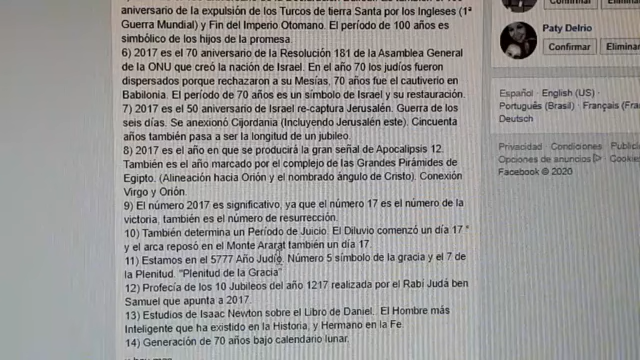 aniversario de la expulsión de los Turcos de tierra Santa por los Ingleses (1ª
Guerra Mundial) y Fin del Imperio Otomano. El período de 100 años es
simbólico de los hijos de la promesa.
6) 2017 es el 70 aniversario de la Resolución 181 de la Asamblea General
de la ONU que creó la nación de Israel. En el año 70 los judíos fueron
dispersados porque rechazaron a su Mesías, 70 años fue el cautiverio en
Babilonia. El período de 70 años es un símbolo de Israel y su restauración.
7) 2017 es el 50 aniversario de Israel re-captura Jerusalén. Guerra de los
seis días. Se anexionó Cijordania (Incluyendo Jerusalén este). Cincuenta
años también pasa a ser la longitud de un jubileo.
8) 2017 es el año en que se producirá la gran señal de Apocalipsis 12.
También es el año marcado por el complejo de las Grandes Pirámides de
Egipto. (Alineación hacia Orión y el nombrado ángulo de Cristo). Conexión
Virgo y Orión.
9) El número 2017 es significativo, ya que el número 17 es el número de la
victoria, también es el número de resurrección.
10) También determina un Período de Juicio. El Diluvio comenzó un día 17 "
y el arca reposó en el Monte Ararat también un día 17.
11) Estamos en el 5777 Año Judío. Número 5 símbolo de la gracia y el 7 de
la Plenitud. "Plenitud de la Gracia"
12) Profecía de los 10 Jubileos del año 1217 realizada por el Rabí Judá ben
Samuel que apunta a 2017.
13) Estudios de Isaac Newton sobre el Libro de Daniel. El Hombre más
Inteligente que ha existido en la Historia, y Hermano en la Fe.
14) Generación de 70 años bajo calendario lunar.
Confirmar Eliminar
Paty Delrio
Confirmar Eliminar
Español · English (US) ·
Português (Brasil) · Français (Fra
Deutsch
Privacidad · Condiciones · Public
Opciones de anuncios · Cookies
Facebook © 2020